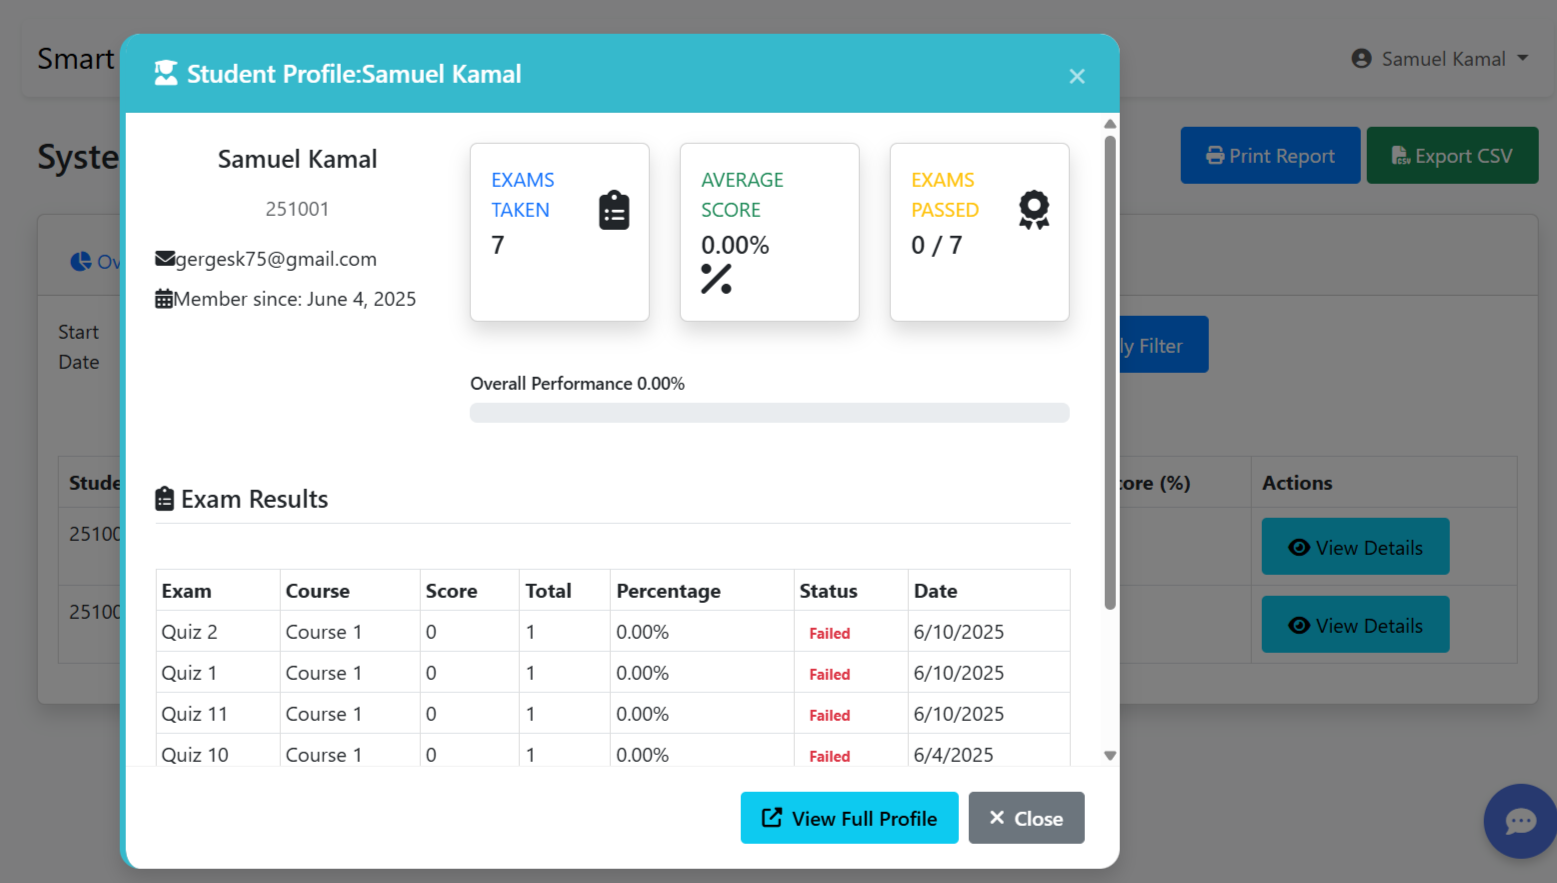 Smart
Samuel Kamal
Student Profile:Samuel Kamal
Syste
Print Report
Export CSV
Samuel Kamal
251001
gergesk75@gmail.com
Member since: June 4, 2025
EXAMS
TAKEN
7
AVERAGE
SCORE
0.00%
EXAMS
PASSED
0 / 7
Ov
Start
Date
ly Filter
Overall Performance 0.00%
Stude
core (%)
Actions
25100
View Details
25100
View Details
Exam Results
Exam Course Score Total Percentage Status Date
Quiz 2 Course 1 0 1 0.00% Failed 6/10/2025
Quiz 1 Course 1 0 1 0.00% Failed 6/10/2025
Quiz 11 Course 1 0 1 0.00% Failed 6/10/2025
Quiz 10 Course 1 0 1 0.00% Failed 6/4/2025
View Full Profile
Close